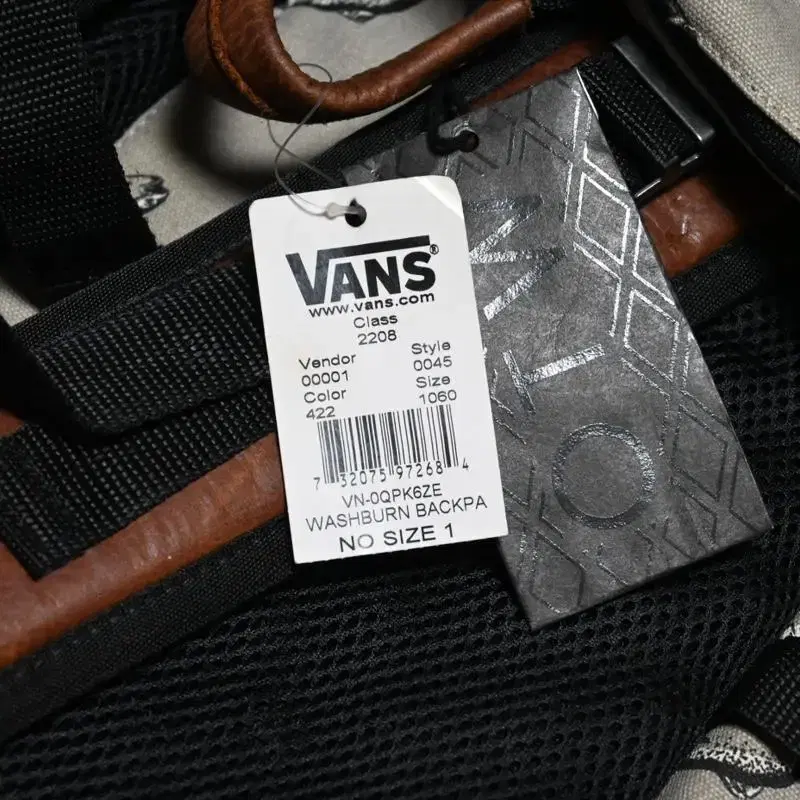 VANS®
www.vans.com
Class
2208
Vendor Style
00001 0045
Color Size
422 1060
7 32075 97268 4
VN-0QPK6ZE
WASHBURN BACKPA
NO SIZE 1
OTW